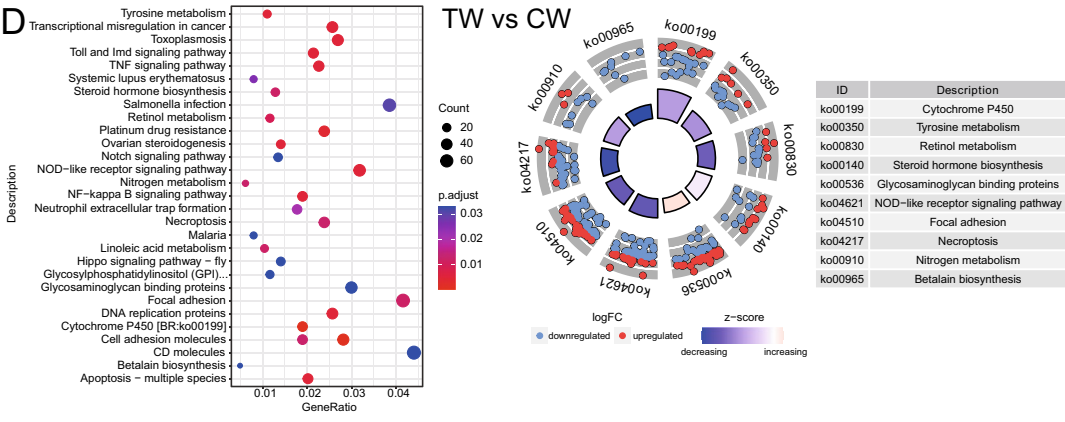 D
TW vs CW
Tyrosine metabolism
Transcriptional misregulation in cancer
Toxoplasmosis
Toll and Imd signaling pathway
TNF signaling pathway
Systemic lupus erythematosus
Steroid hormone biosynthesis
Salmonella infection
Retinol metabolism
Platinum drug resistance
Ovarian steroidogenesis
Notch signaling pathway
NOD−like receptor signaling pathway
Nitrogen metabolism
NF−kappa B signaling pathway
Neutrophil extracellular trap formation
Necroptosis
Malaria
Linoleic acid metabolism
Hippo signaling pathway − fly
Glycosylphosphatidylinositol (GPI)...
Glycosaminoglycan binding proteins
Focal adhesion
DNA replication proteins
Cytochrome P450 [BR:ko00199]
Cell adhesion molecules
CD molecules
Betalain biosynthesis
Apoptosis − multiple species
Description
0.01 0.02 0.03 0.04
GeneRatio
Count
20
40
60
p.adjust
0.03
0.02
0.01
ko00965
ko00199
ko00350
ko00830
ko00140
ko00536
ko04621
ko04510
ko04217
ko00910
logFC
downregulated upregulated
z−score
decreasing increasing
ID Description
ko00199 Cytochrome P450
ko00350 Tyrosine metabolism
ko00830 Retinol metabolism
ko00140 Steroid hormone biosynthesis
ko00536 Glycosaminoglycan binding proteins
ko04621 NOD−like receptor signaling pathway
ko04510 Focal adhesion
ko04217 Necroptosis
ko00910 Nitrogen metabolism
ko00965 Betalain biosynthesis